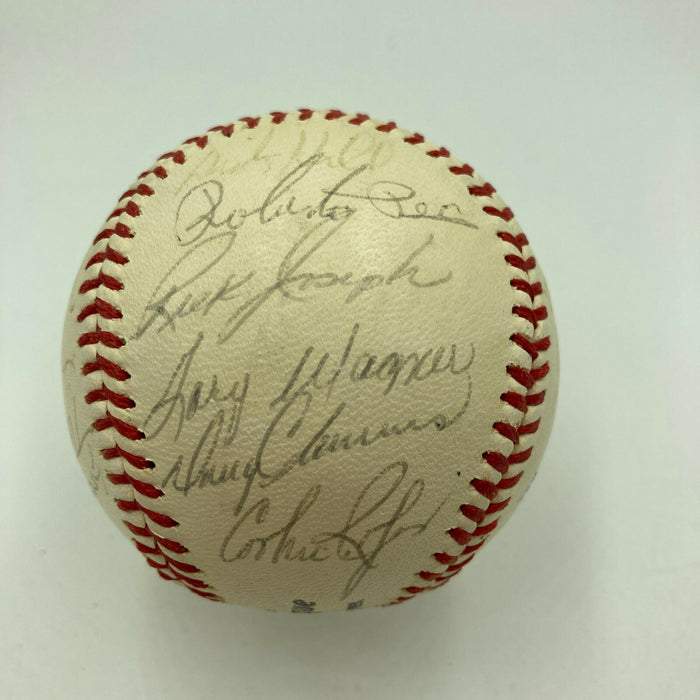 Roberto Pena
Rick Joseph
Gary Wagner
Doug Clemens
Cookie Rojas